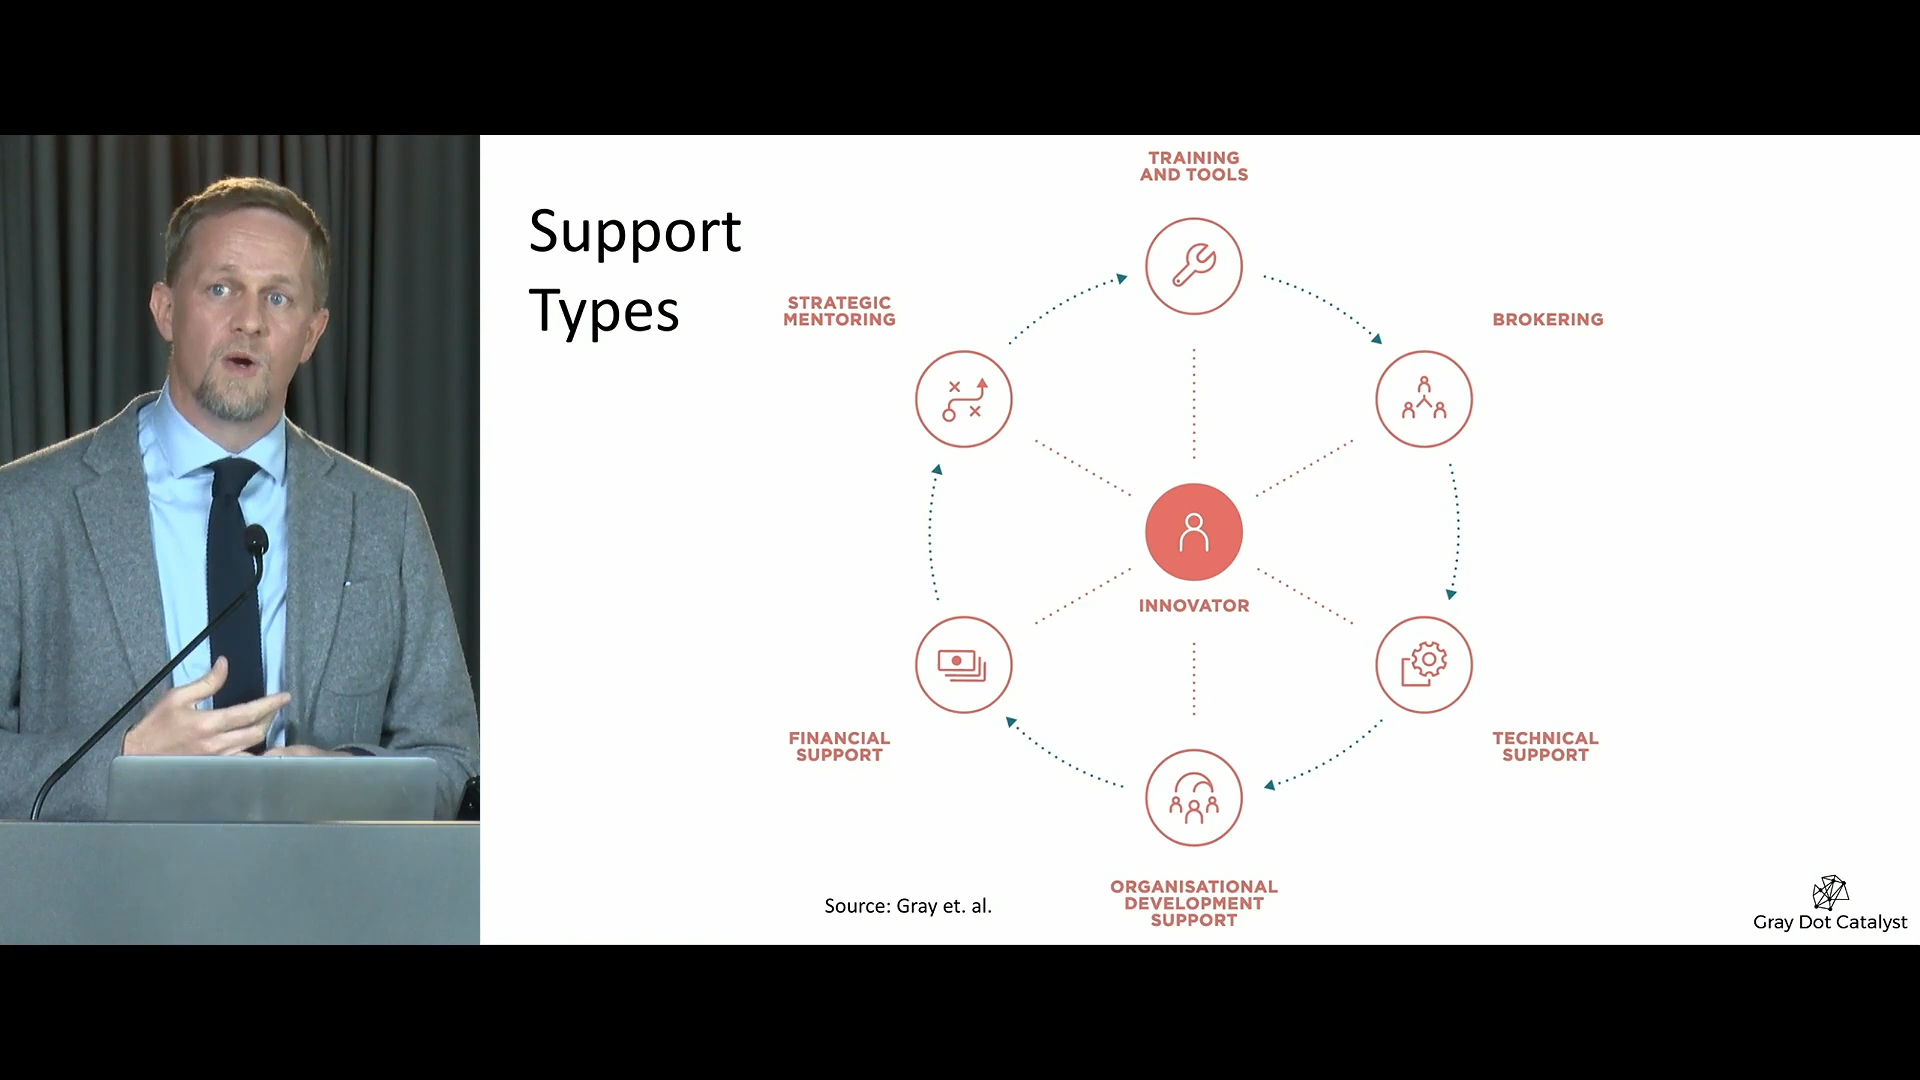 Support
Types
TRAINING
AND TOOLS
STRATEGIC
MENTORING
BROKERING
INNOVATOR
FINANCIAL
SUPPORT
TECHNICAL
SUPPORT
ORGANISATIONAL
DEVELOPMENT
SUPPORT
Source: Gray et. al.
Gray Dot Catalyst